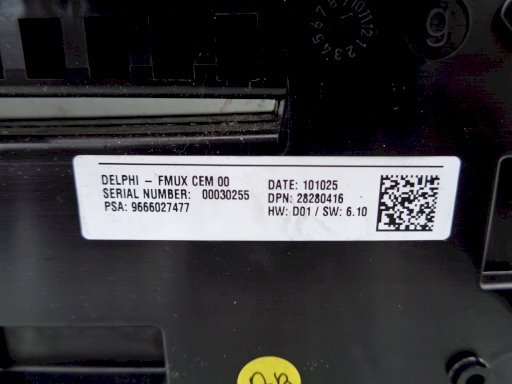 DELPHI – FMUX CEM 00
SERIAL NUMBER: 00030255
PSA: 9666027477
DATE: 101025
DPN: 28280416
HW: D01 / SW: 6.10